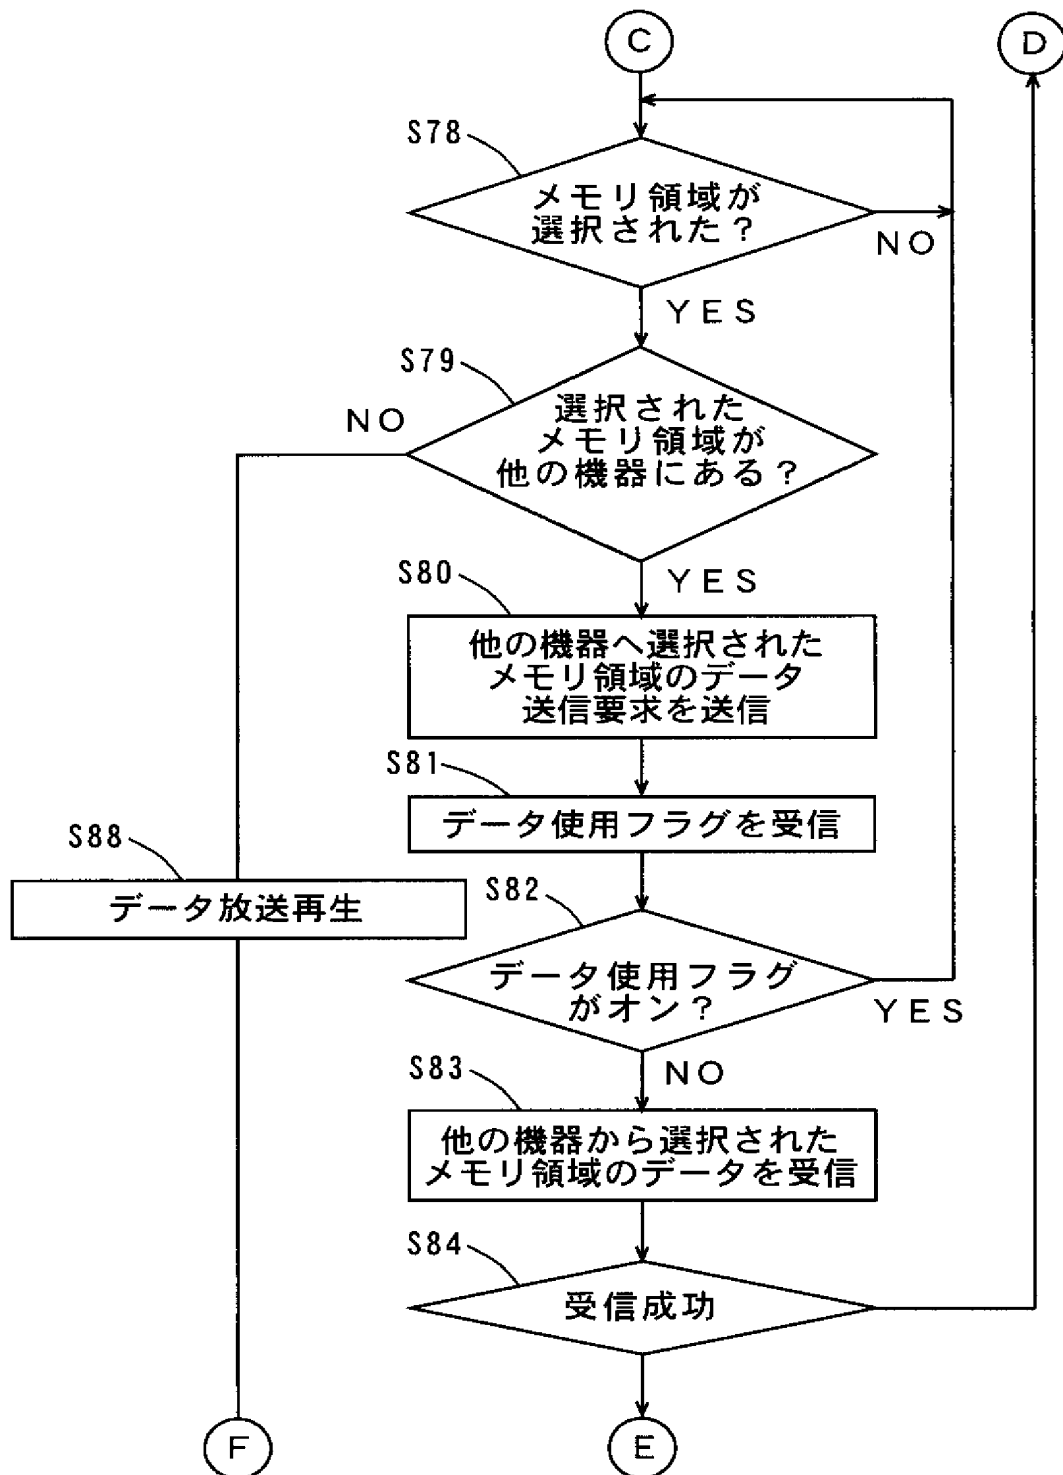 C
D
S78
メモリ領域が
選択された？
NO
YES
S79
選択された
メモリ領域が
他の機器にある？
NO
YES
S80
他の機器へ選択された
メモリ領域のデータ
送信要求を送信
S81
データ使用フラグを受信
S88
データ放送再生
S82
データ使用フラグ
がオン？
YES
NO
S83
他の機器から選択された
メモリ領域のデータを受信
S84
受信成功
F
E